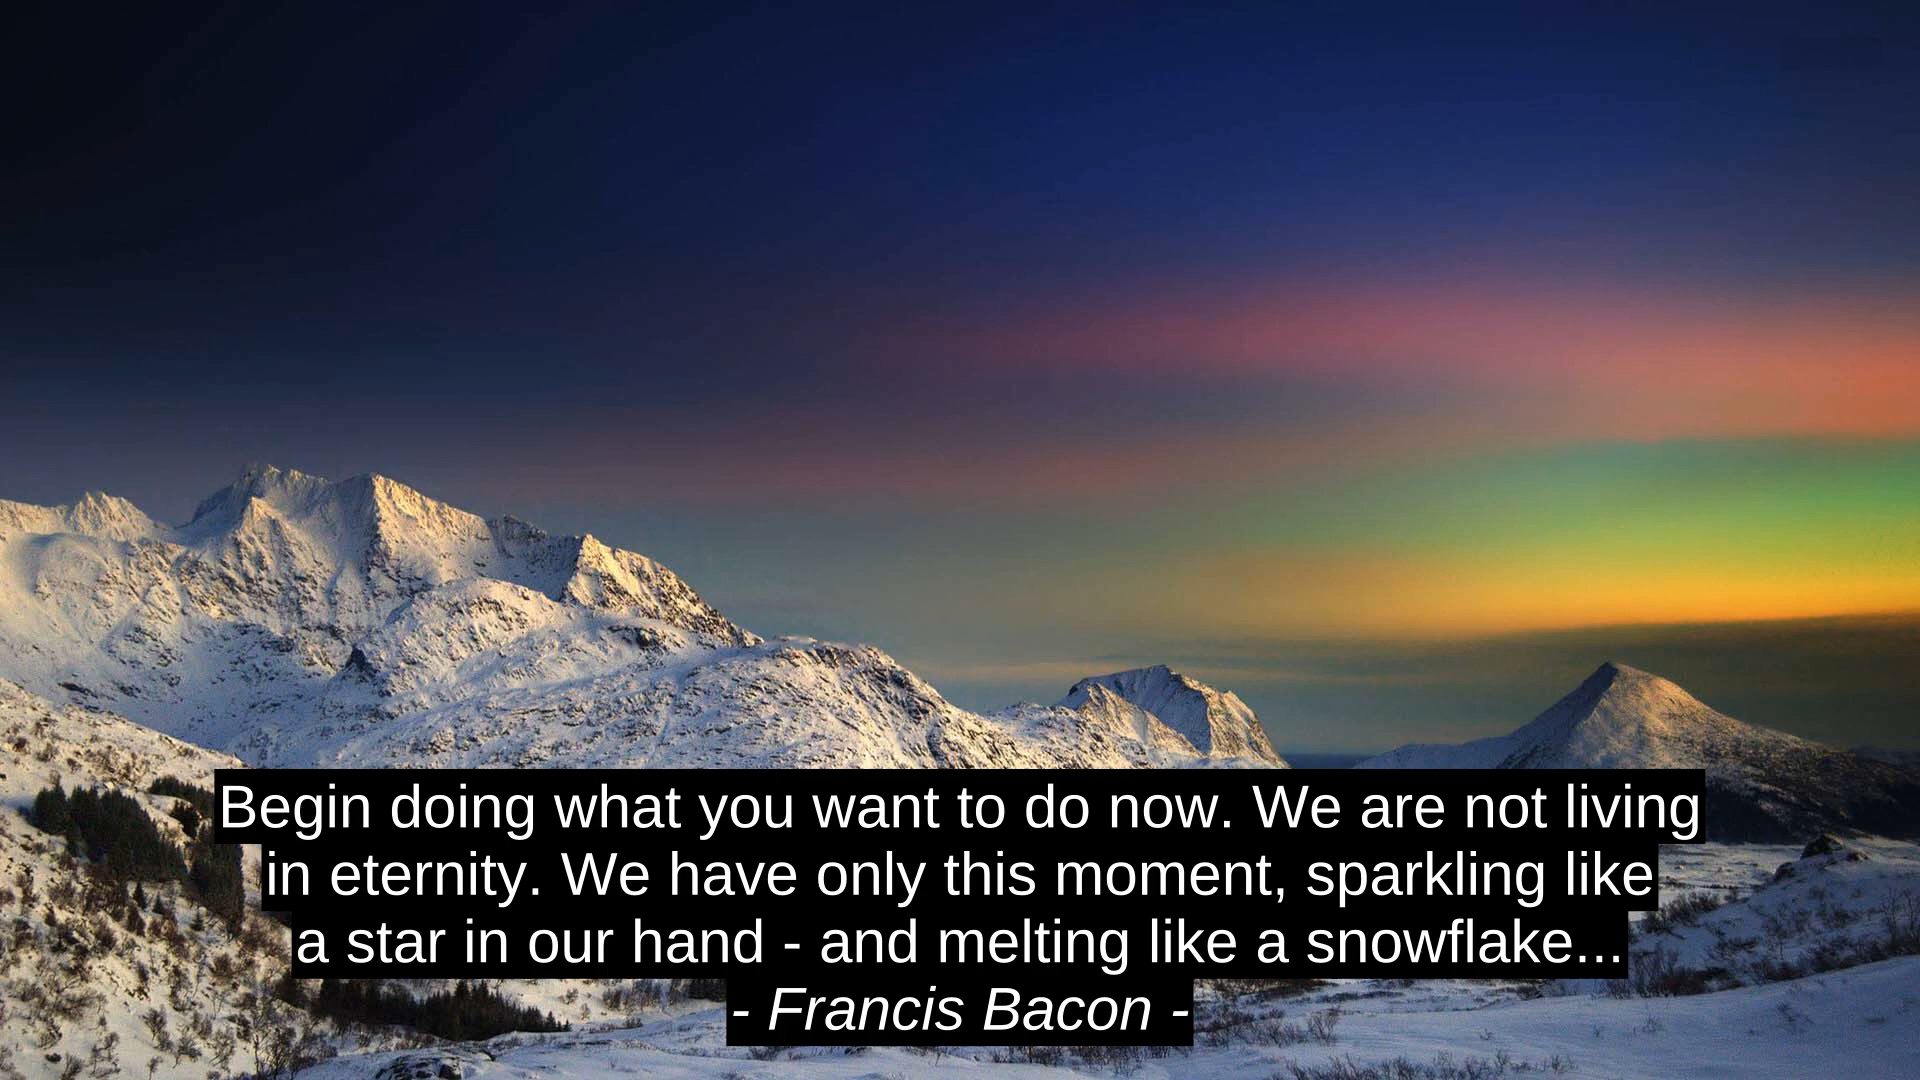 Begin doing what you want to do now. We are not living
in eternity. We have only this moment, sparkling like
a star in our hand - and melting like a snowflake...
- Francis Bacon -